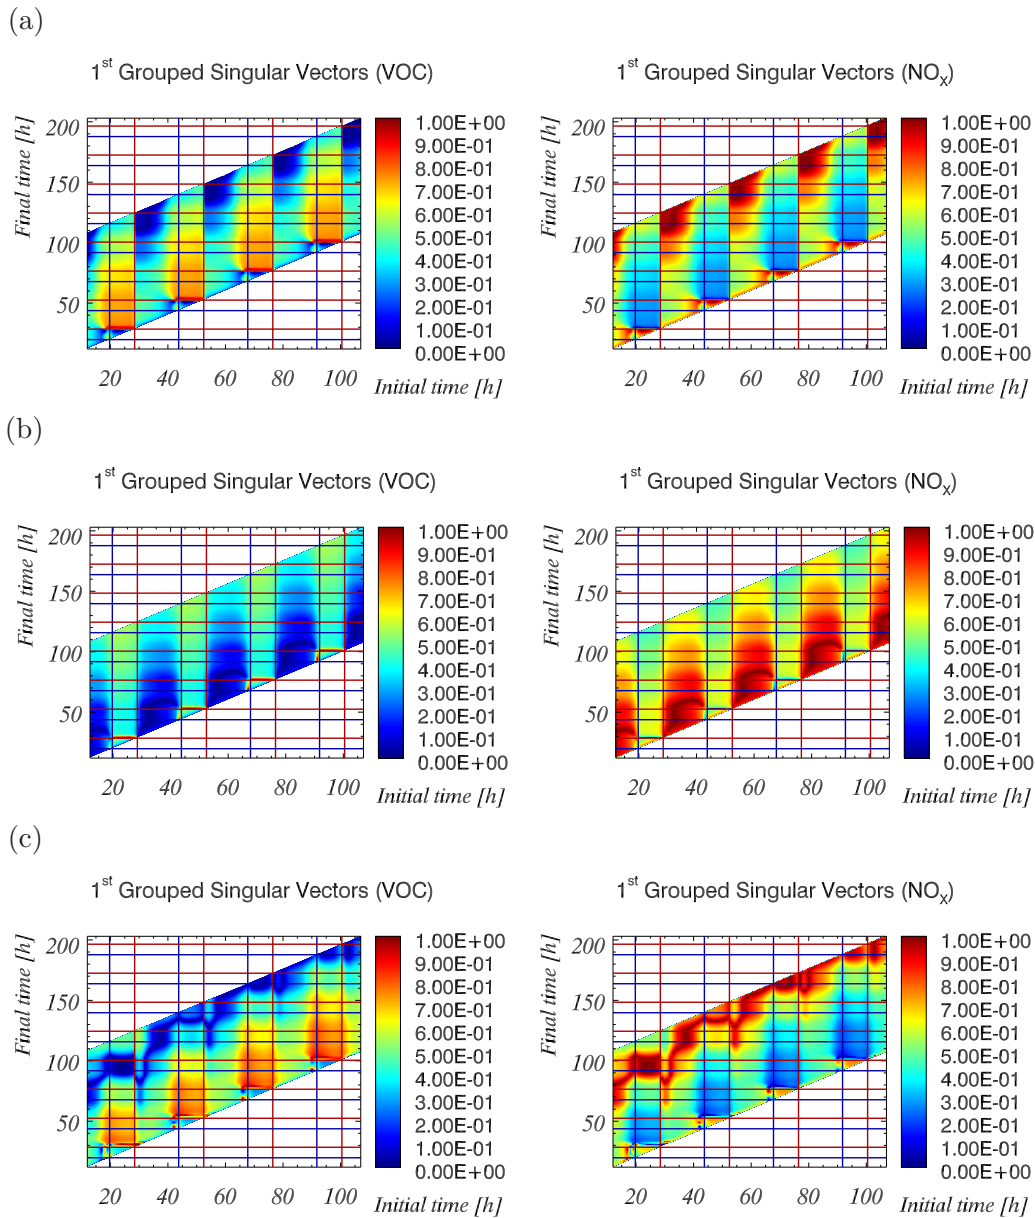 (a)
1st Grouped Singular Vectors (VOC)
Final time [h]
200
150
100
50
20 40 60 80 100
Initial time [h]
1.00E+00
9.00E-01
8.00E-01
7.00E-01
6.00E-01
5.00E-01
4.00E-01
3.00E-01
2.00E-01
1.00E-01
0.00E+00
1st Grouped Singular Vectors (NOX)
Final time [h]
200
150
100
50
20 40 60 80 100
Initial time [h]
1.00E+00
9.00E-01
8.00E-01
7.00E-01
6.00E-01
5.00E-01
4.00E-01
3.00E-01
2.00E-01
1.00E-01
0.00E+00
(b)
1st Grouped Singular Vectors (VOC)
Final time [h]
200
150
100
50
20 40 60 80 100
Initial time [h]
1.00E+00
9.00E-01
8.00E-01
7.00E-01
6.00E-01
5.00E-01
4.00E-01
3.00E-01
2.00E-01
1.00E-01
0.00E+00
1st Grouped Singular Vectors (NOX)
Final time [h]
200
150
100
50
20 40 60 80 100
Initial time [h]
1.00E+00
9.00E-01
8.00E-01
7.00E-01
6.00E-01
5.00E-01
4.00E-01
3.00E-01
2.00E-01
1.00E-01
0.00E+00
(c)
1st Grouped Singular Vectors (VOC)
Final time [h]
200
150
100
50
20 40 60 80 100
Initial time [h]
1.00E+00
9.00E-01
8.00E-01
7.00E-01
6.00E-01
5.00E-01
4.00E-01
3.00E-01
2.00E-01
1.00E-01
0.00E+00
1st Grouped Singular Vectors (NOX)
Final time [h]
200
150
100
50
20 40 60 80 100
Initial time [h]
1.00E+00
9.00E-01
8.00E-01
7.00E-01
6.00E-01
5.00E-01
4.00E-01
3.00E-01
2.00E-01
1.00E-01
0.00E+00